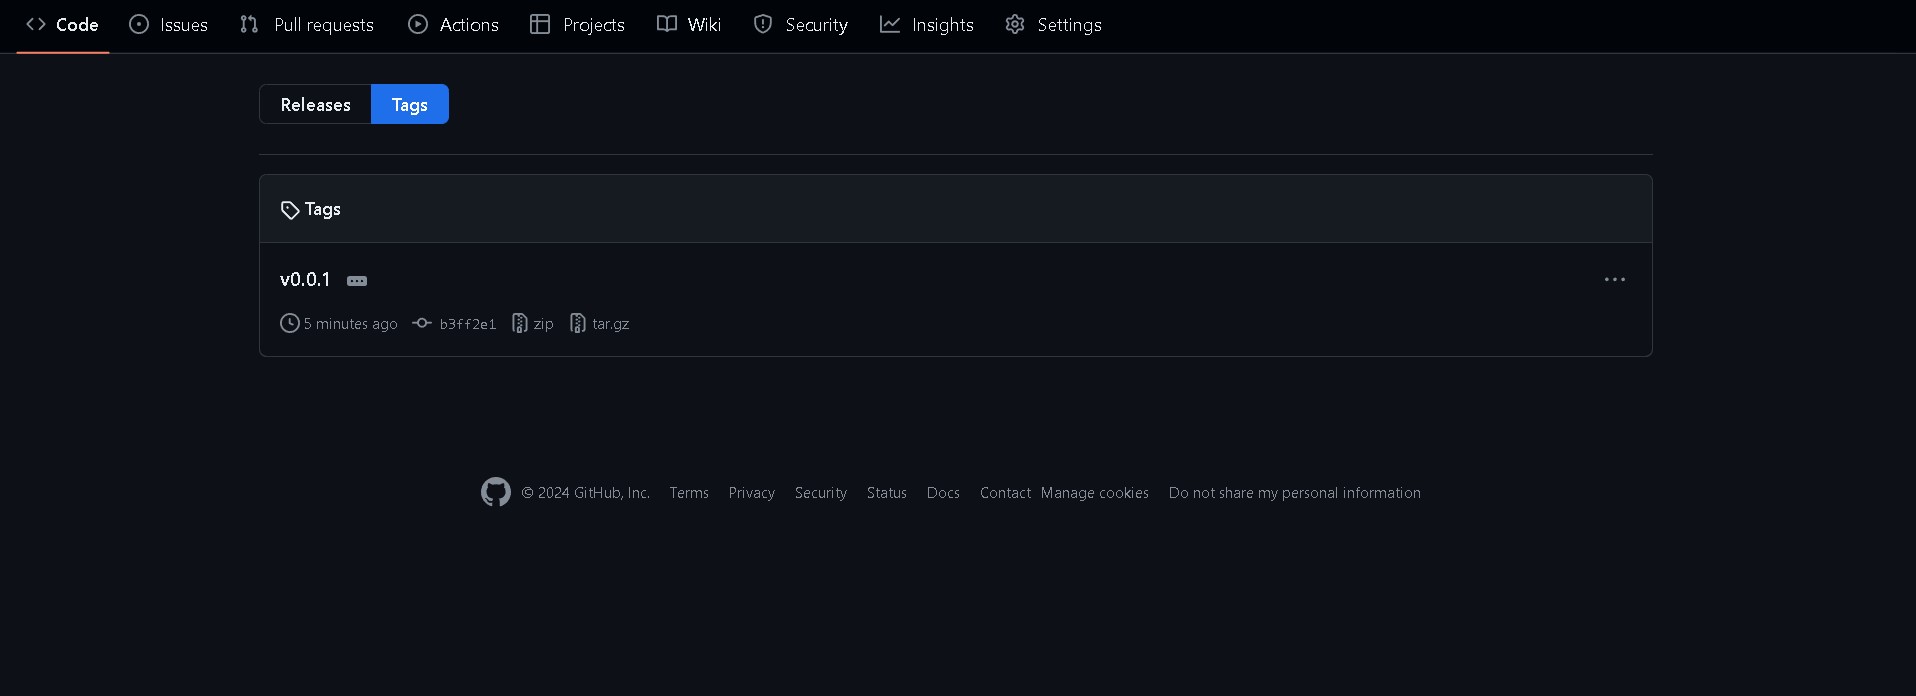 Code Issues Pull requests Actions Projects Wiki Security Insights Settings
Releases Tags
Tags
v0.0.1
5 minutes ago b3ff2e1 zip tar.gz
© 2024 GitHub, Inc. Terms Privacy Security Status Docs Contact Manage cookies Do not share my personal information